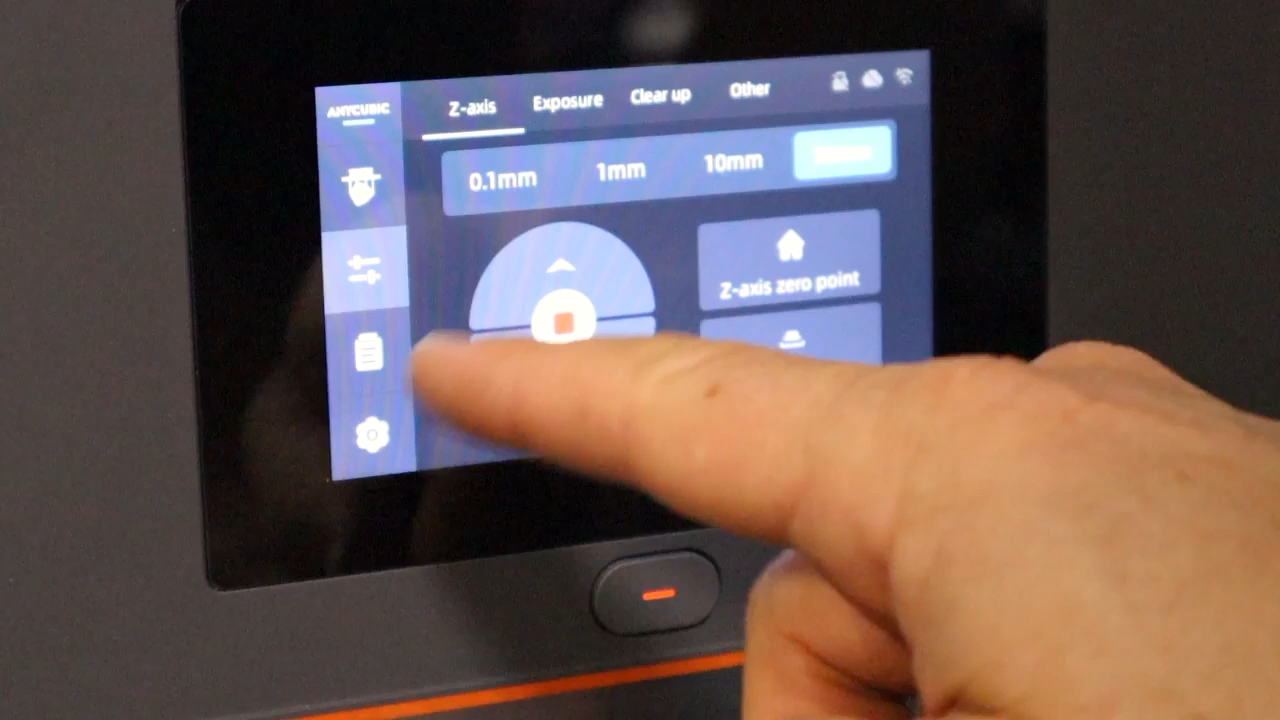 ANYCUBIC
Z-axis Exposure Clear up Other
0.1mm 1mm 10mm
Z-axis zero point